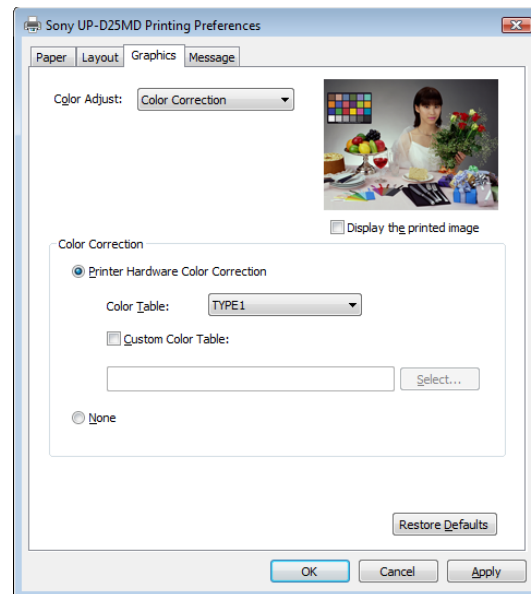 Sony UP-D25MD Printing Preferences
Paper Layout Graphics Message
Color Adjust: Color Correction
Display the printed image
Color Correction
Printer Hardware Color Correction
Color Table: TYPE1
Custom Color Table:
Select...
None
Restore Defaults
OK Cancel Apply